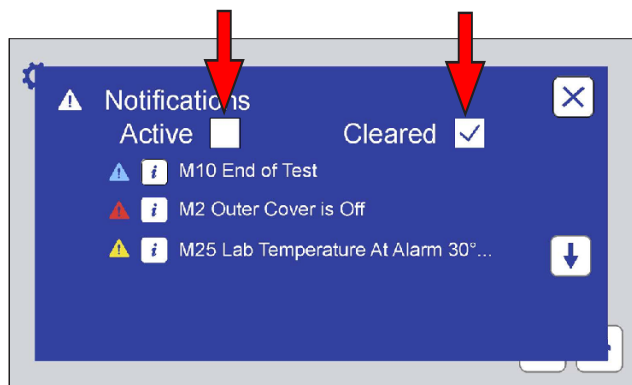 Notifications
Active Cleared
i M10 End of Test
i M2 Outer Cover is Off
i M25 Lab Temperature At Alarm 30°...